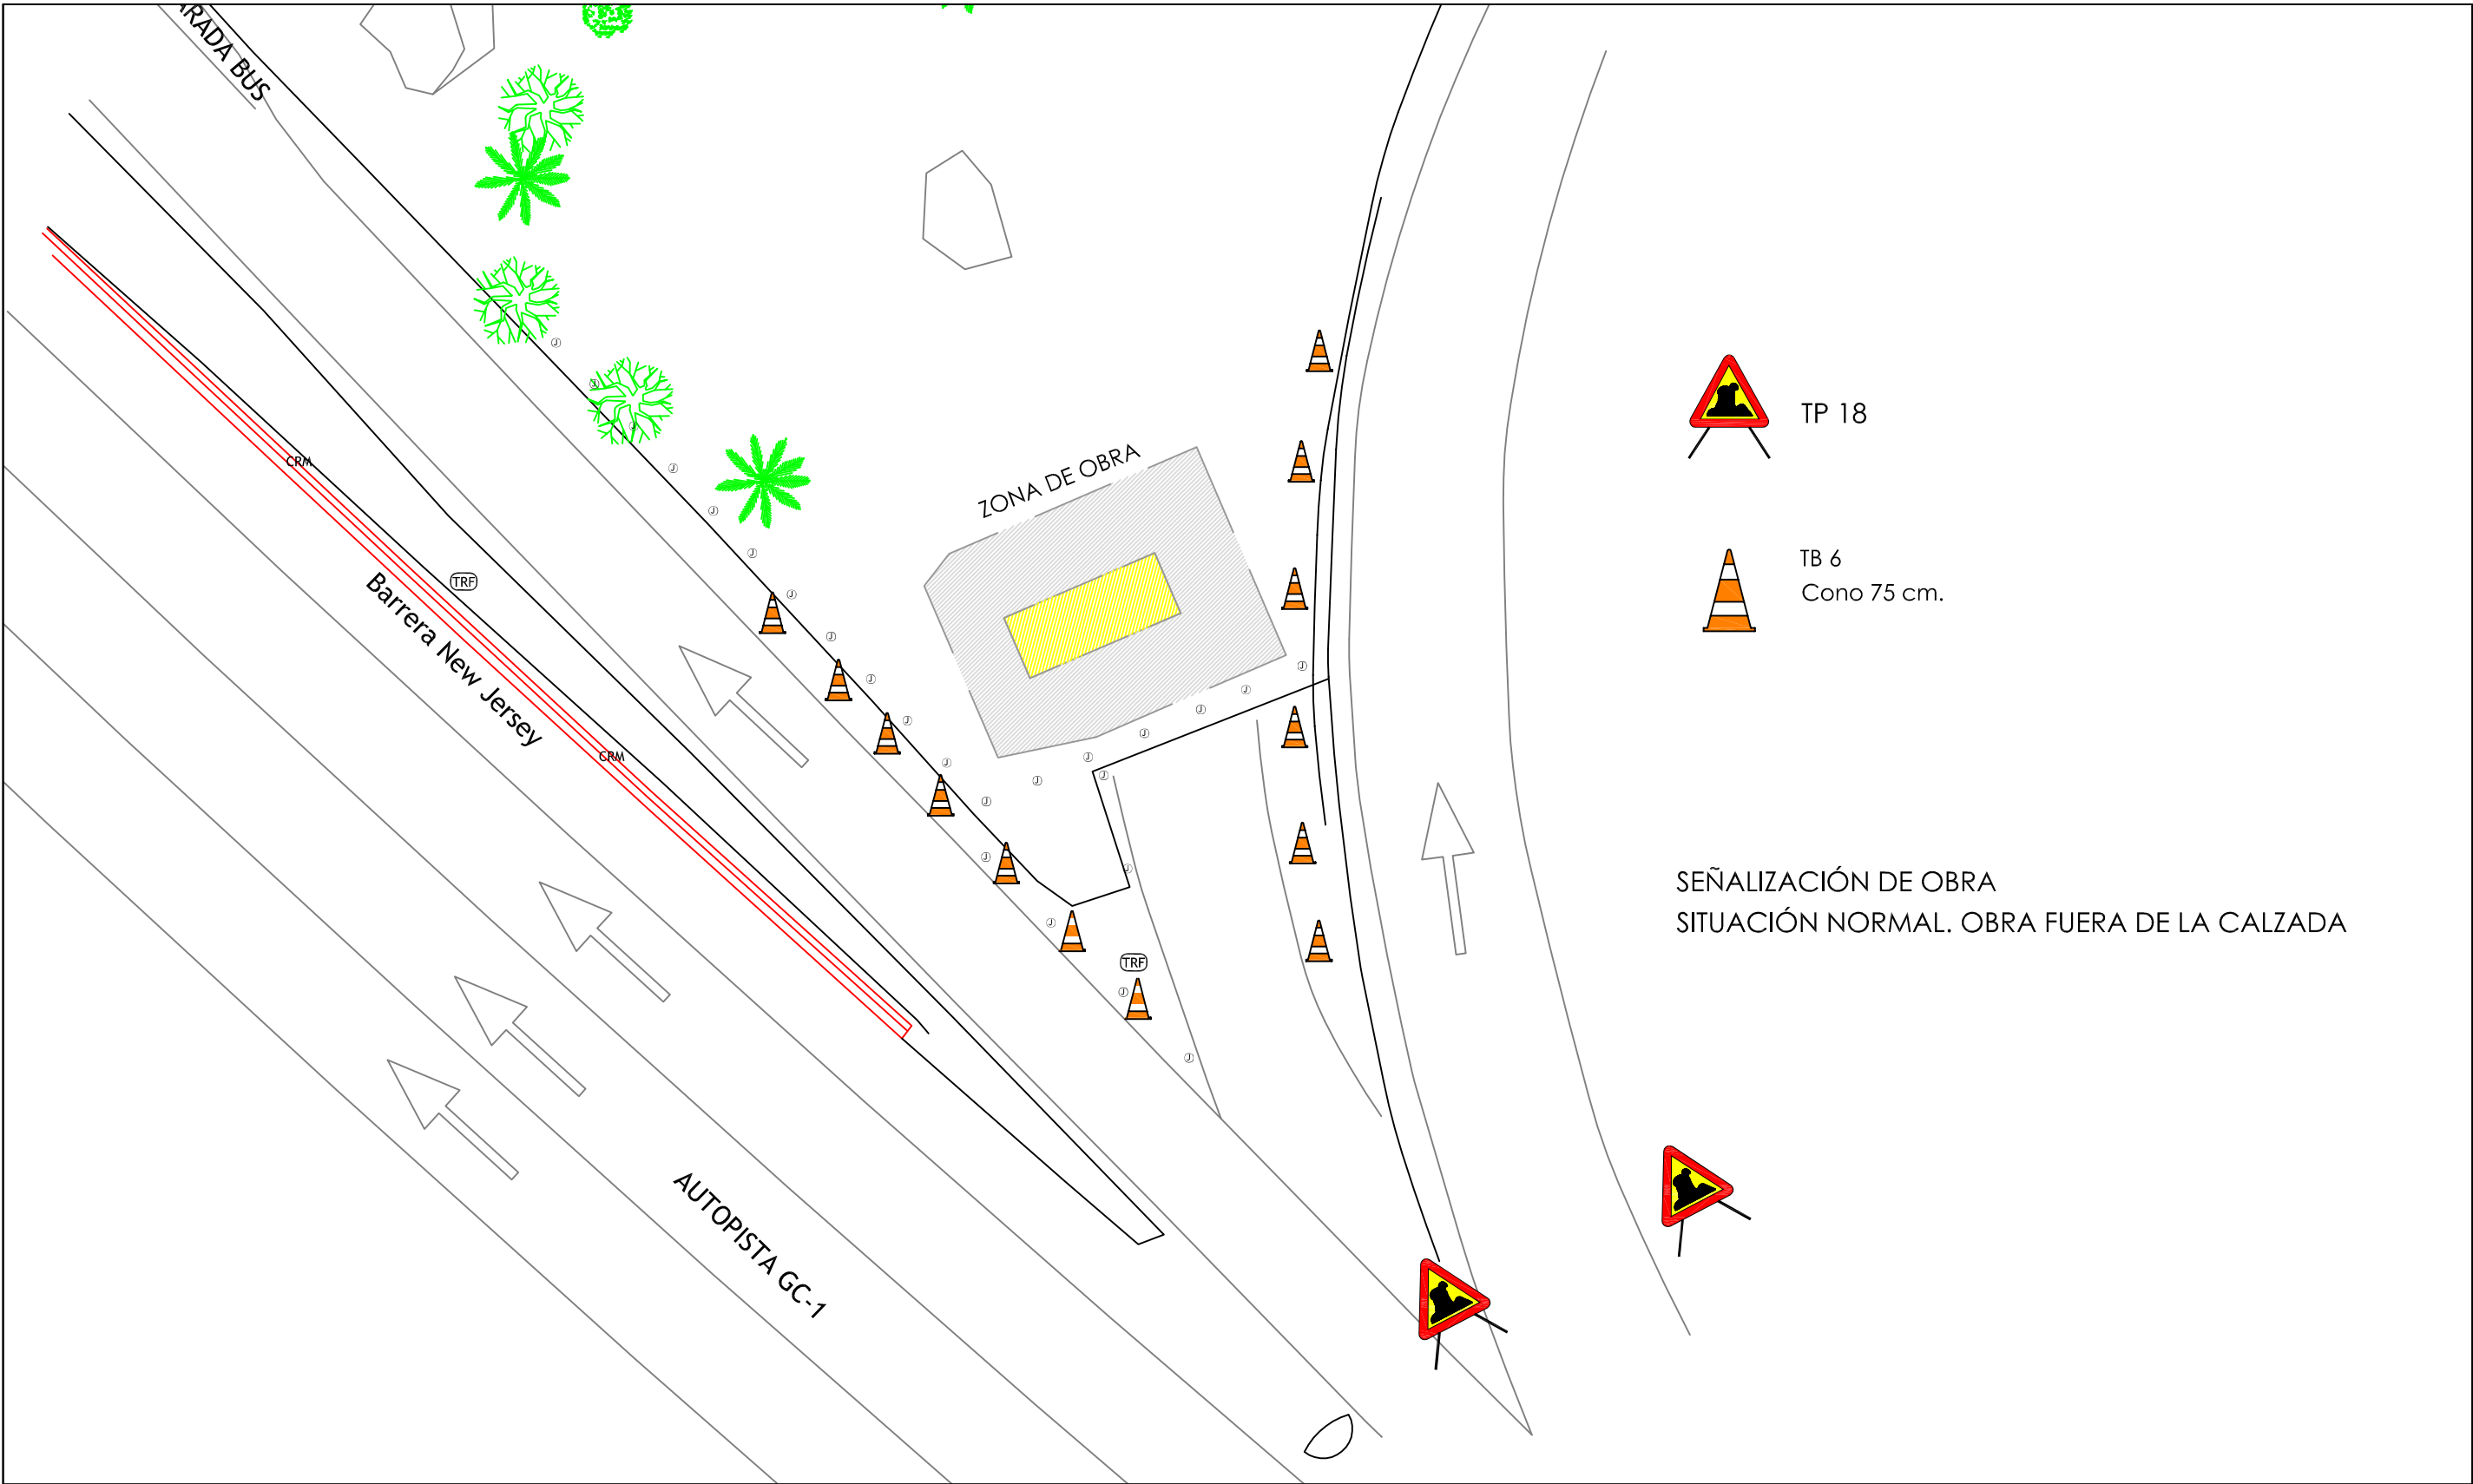 ARADA BUS
CRM
TRF
Barrera New Jersey
CRM
ZONA DE OBRA
TRF
AUTOPISTA GC-1
TP 18
TB 6
Cono 75 cm.
SEÑALIZACIÓN DE OBRA
SITUACIÓN NORMAL. OBRA FUERA DE LA CALZADA